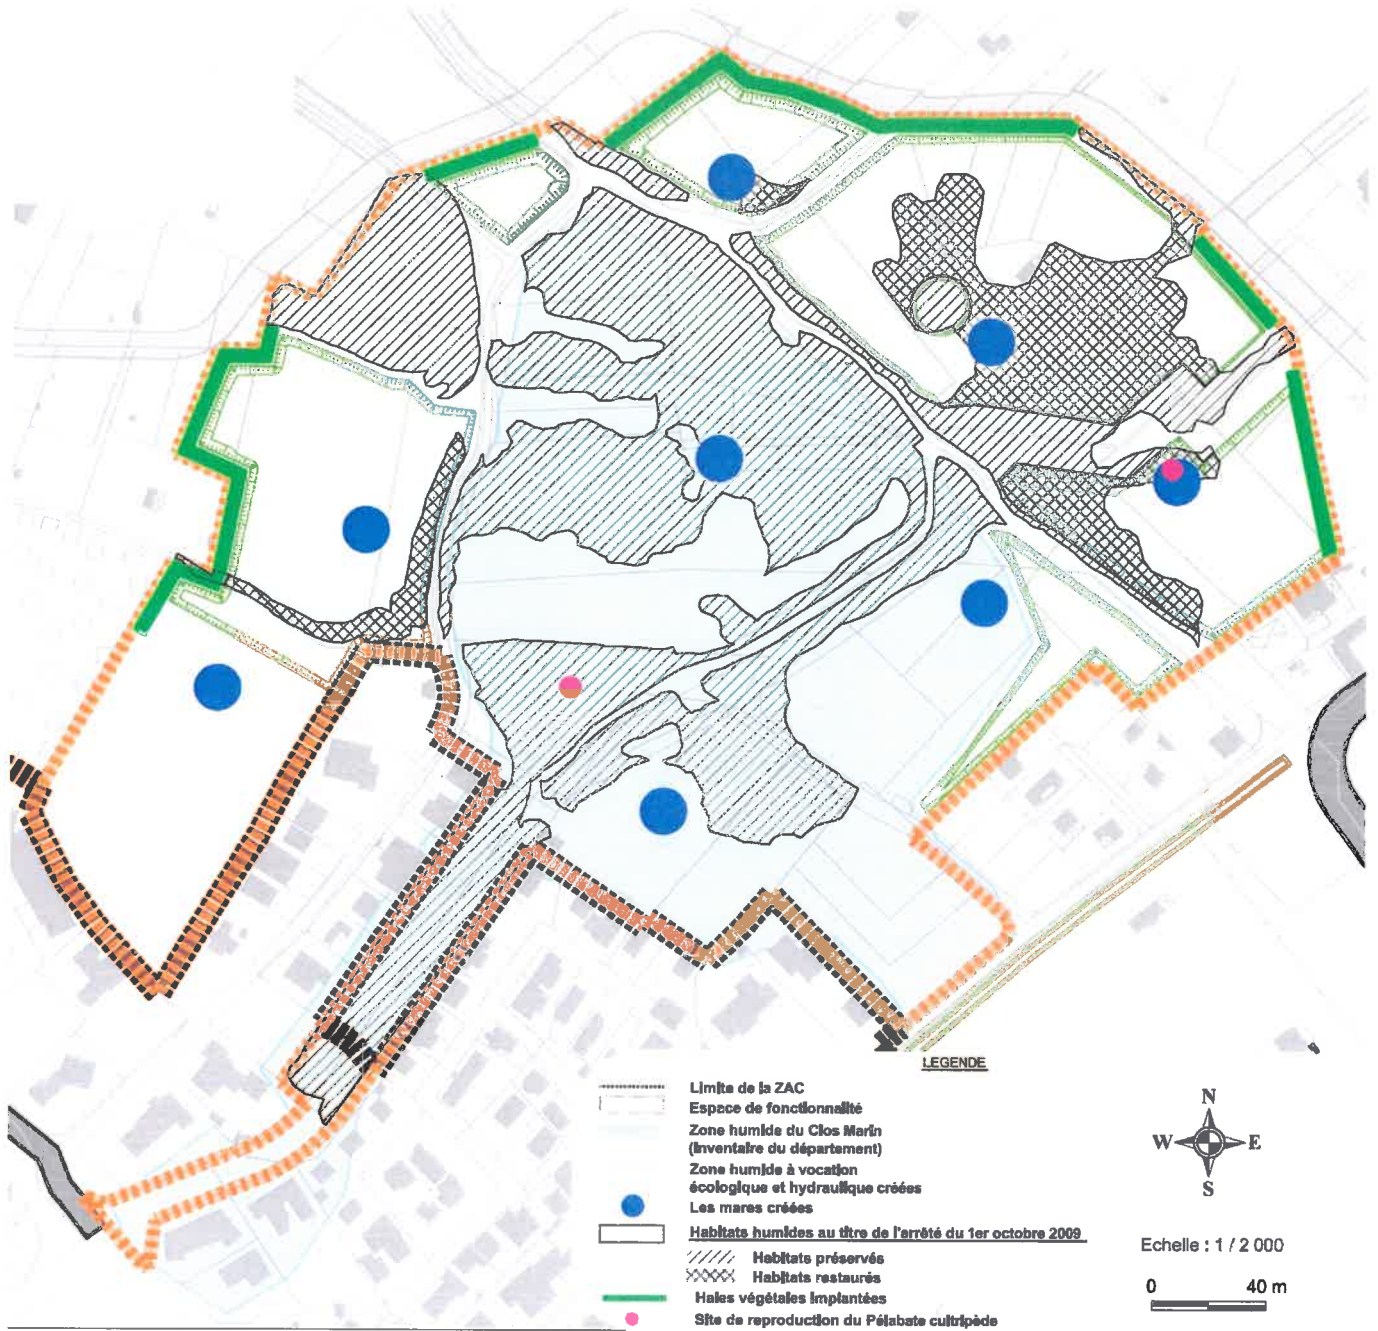 LEGENDE
Limite de la ZAC
Espace de fonctionnalité
Zone humide du Clos Marin
(Inventaire du département)
Zone humide à vocation
écologique et hydraulique créées
Les mares créées
Habitats humides au titre de l'arrêté du 1er octobre 2009
Habitats préservés
Habitats restaurés
Haies végétales implantées
Site de reproduction du Pélabate cultripède
N
W E
S
Echelle : 1 / 2 000
0 40 m